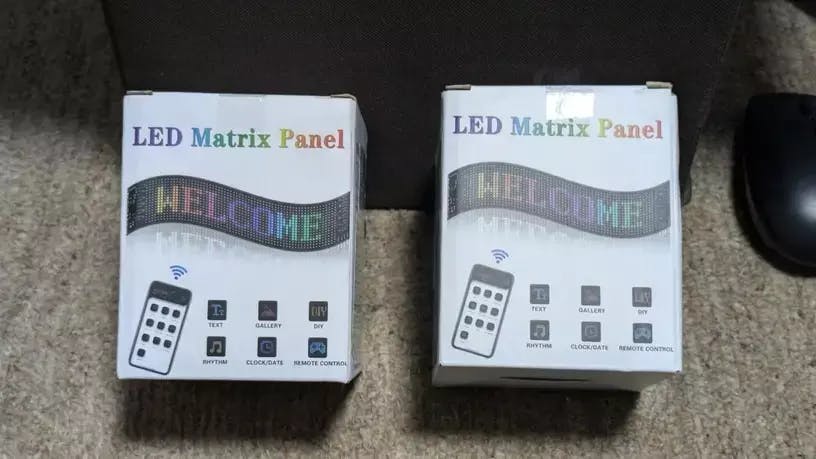 LED Matrix Panel
WELCOME
TEXT
GALLERY
DIY
RHYTHM
CLOCK/DATE
REMOTE CONTROL
LED Matrix Panel
WELCOME
TEXT
GALLERY
DIY
RHYTHM
CLOCK/DATE
REMOTE CONTROL